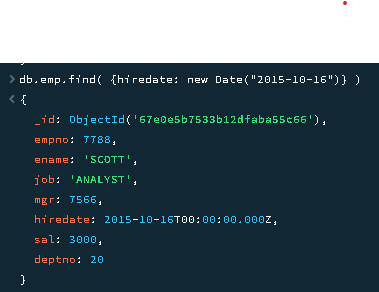 > db.emp.find( {hiredate: new Date("2015-10-16")} )
< {
_id: ObjectId('67e0e5b7533b12dfaba55c66'),
empno: 7788,
ename: 'SCOTT',
job: 'ANALYST',
mgr: 7566,
hiredate: 2015-10-16T00:00:00.000Z,
sal: 3000,
deptno: 20
}